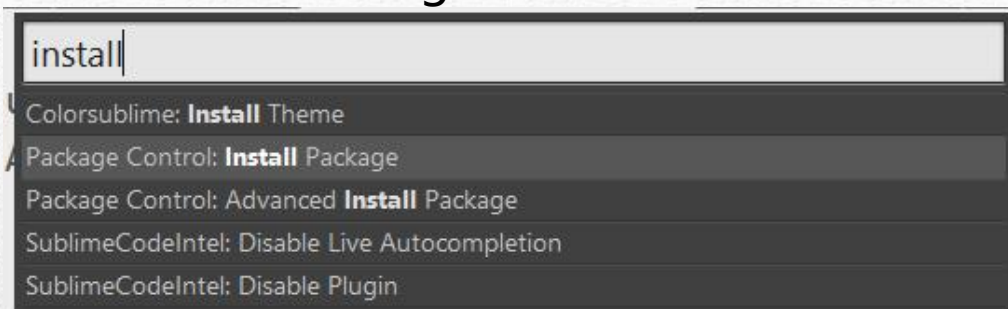 install
Colorsublime: Install Theme
Package Control: Install Package
Package Control: Advanced Install Package
SublimeCodeIntel: Disable Live Autocompletion
SublimeCodeIntel: Disable Plugin